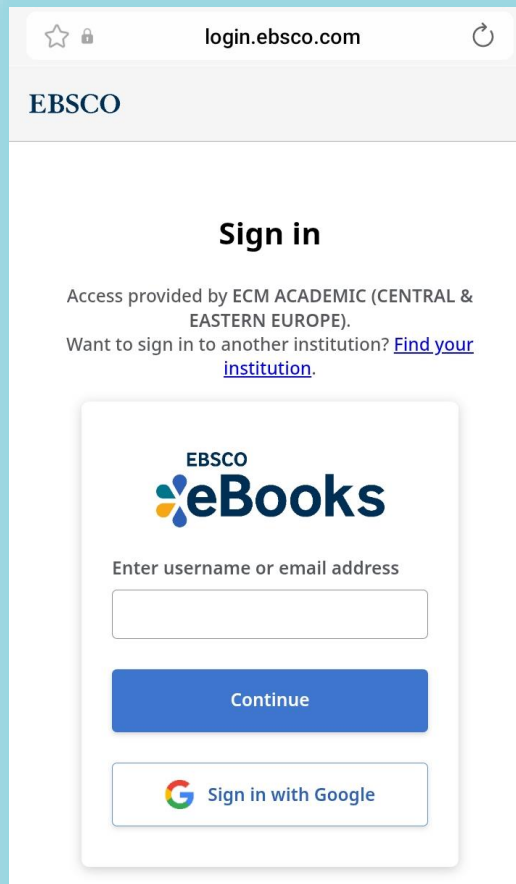 login.ebsco.com
EBSCO
Sign in
Access provided by ECM ACADEMIC (CENTRAL &
EASTERN EUROPE).
Want to sign in to another institution? Find your
institution.
EBSCO
eBooks
Enter username or email address
Continue
Sign in with Google